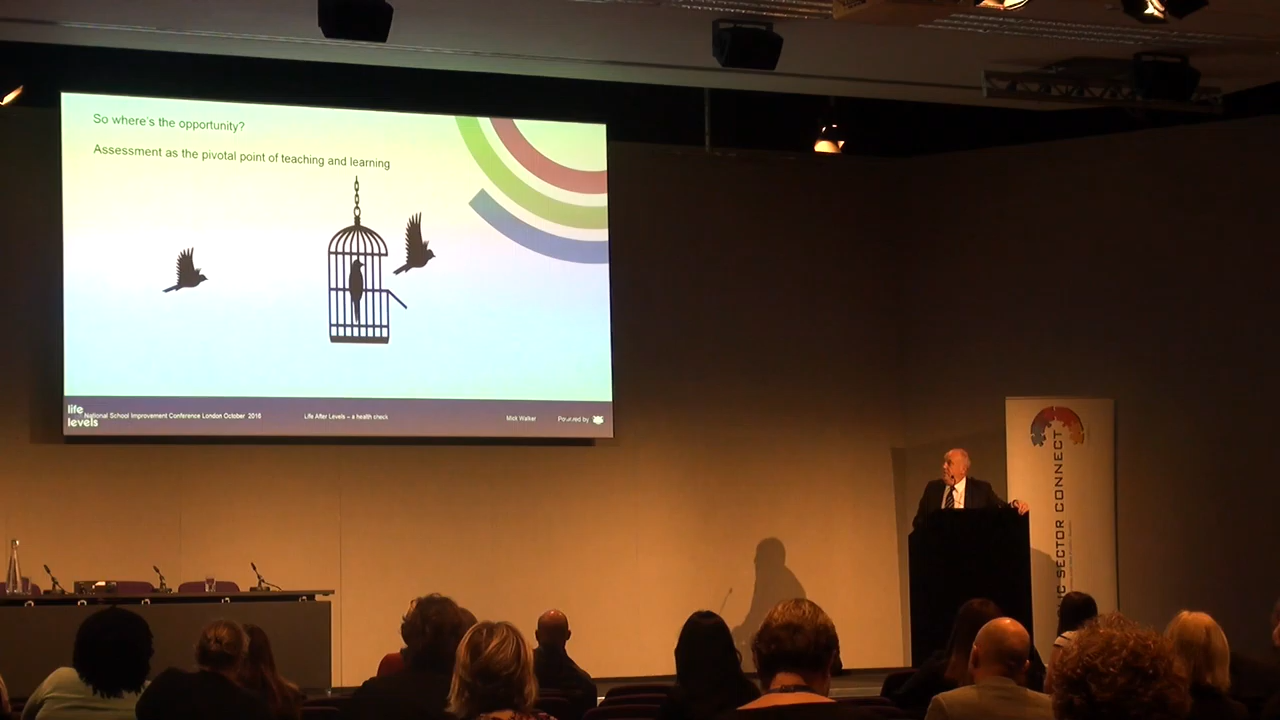 So where's the opportunity?
Assessment as the pivotal point of teaching and learning
life
levels
National School Improvement Conference London October 2016
Life After Levels – a health check
Mick Walker
Powered by
SECTOR CONNECT